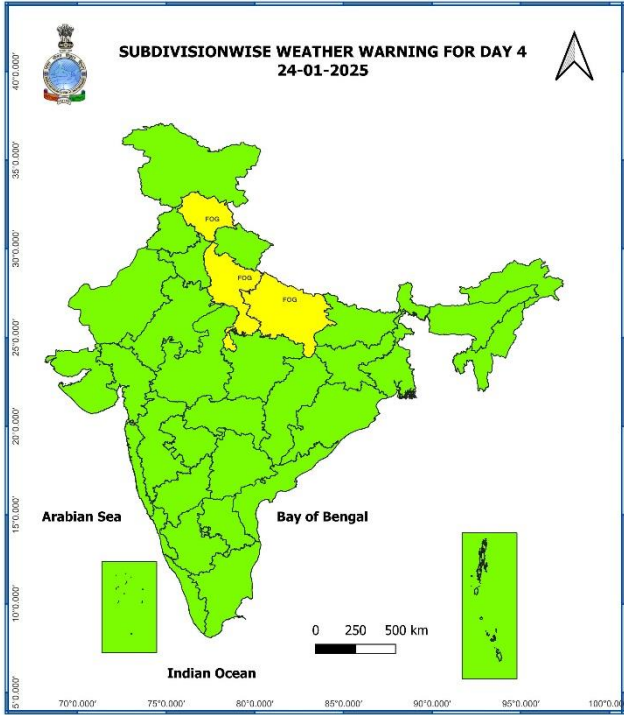 SUBDIVISIONWISE WEATHER WARNING FOR DAY 4
24-01-2025
40°0.000'
35°0.000'
30°0.000'
25°0.000'
20°0.000'
15°0.000'
10°0.000'
5°0.000'
FOG
FOG
FOG
Arabian Sea
Bay of Bengal
0 250 500 km
Indian Ocean
70°0.000' 75°0.000' 80°0.000' 85°0.000' 90°0.000' 95°0.000' 100°0.000'